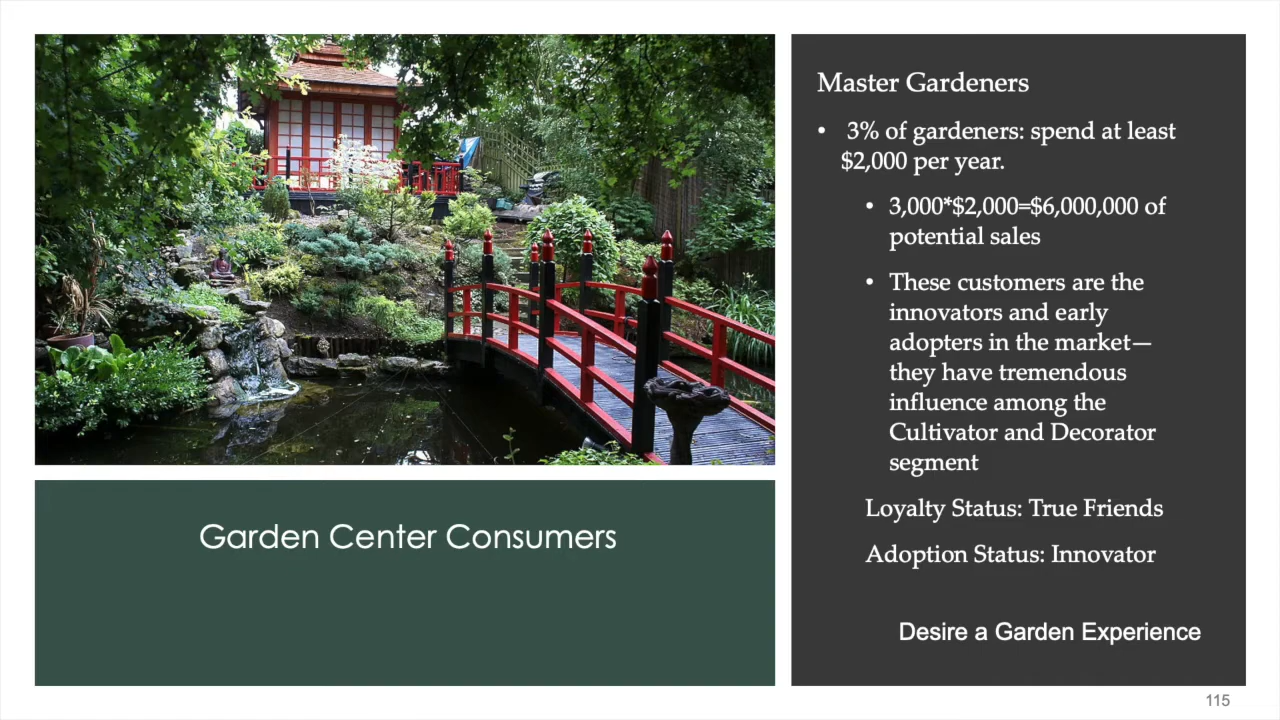 Master Gardeners
• 3% of gardeners: spend at least
$2,000 per year.
• 3,000*$2,000=$6,000,000 of
potential sales
• These customers are the
innovators and early
adopters in the market—
they have tremendous
influence among the
Cultivator and Decorator
segment
Loyalty Status: True Friends
Adoption Status: Innovator
Desire a Garden Experience
Garden Center Consumers
115